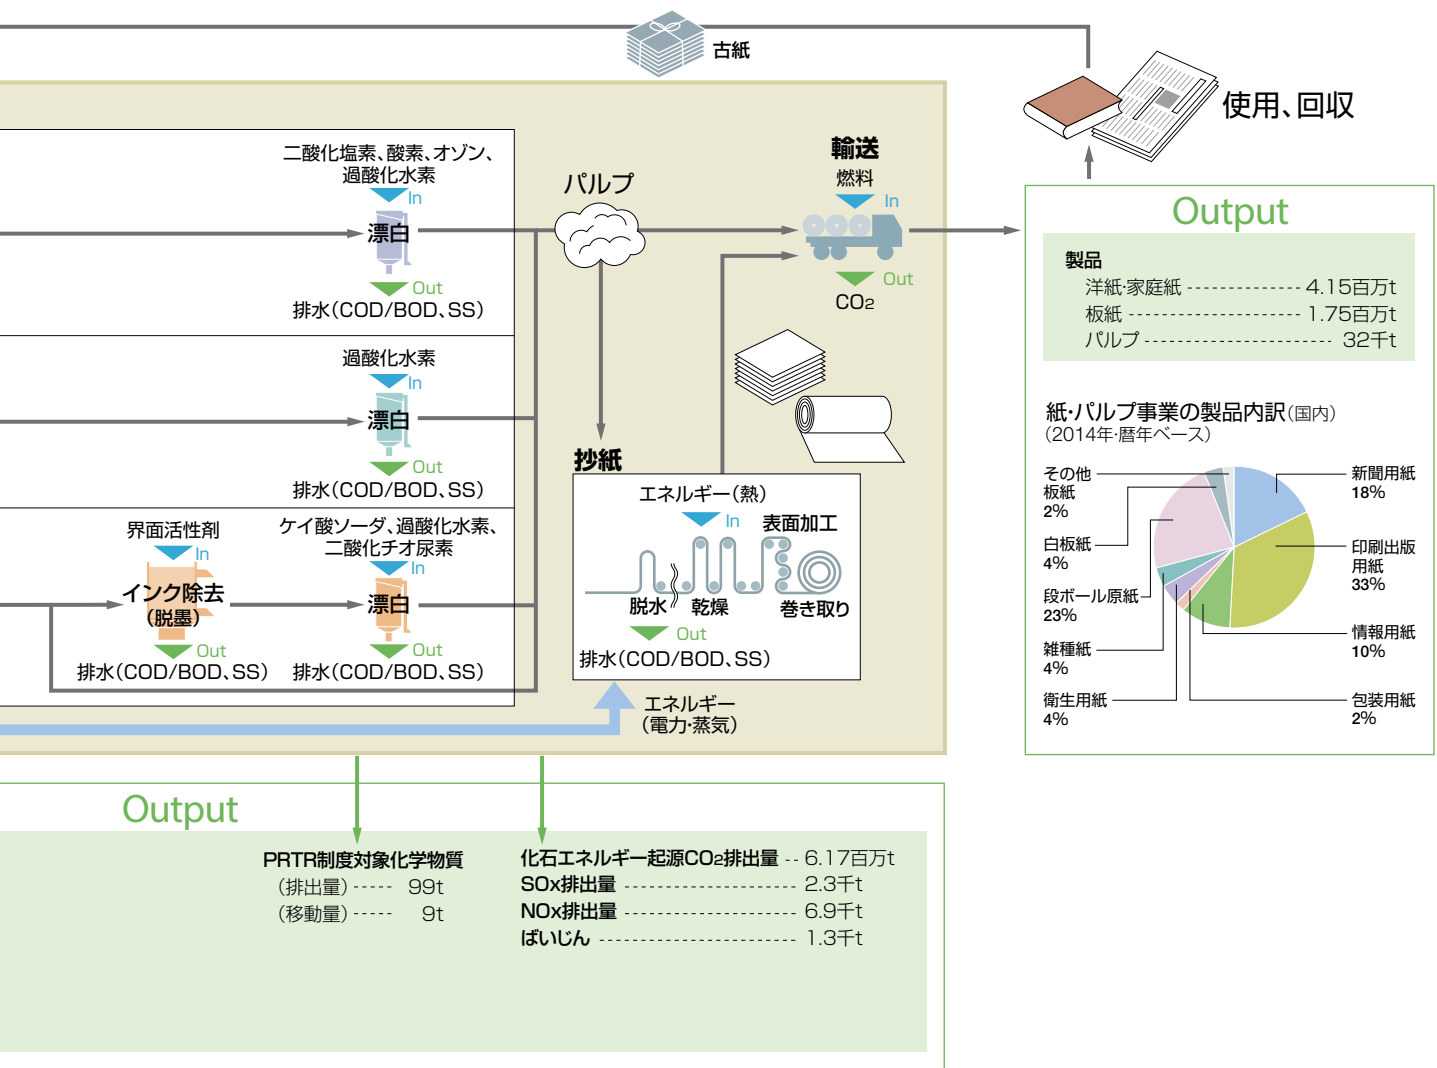 古紙
使用、回収
二酸化塩素、酸素、オゾン、
過酸化水素
In
漂白
Out
排水(COD/BOD、SS)
過酸化水素
In
漂白
Out
排水(COD/BOD、SS)
界面活性剤
In
インク除去
(脱墨)
Out
排水(COD/BOD、SS)
ケイ酸ソーダ、過酸化水素、
二酸化チオ尿素
In
漂白
Out
排水(COD/BOD、SS)
パルプ
輸送
燃料
In
Out
CO2
抄紙
エネルギー(熱)
In
表面加工
脱水
乾燥
巻き取り
Out
排水(COD/BOD、SS)
エネルギー
(電力・蒸気)
Output
製品
洋紙・家庭紙 -------------- 4.15百万t
板紙 --------------------- 1.75百万t
パルプ ----------------------- 32千t
紙・パルプ事業の製品内訳(国内)
(2014年・暦年ベース)
その他
板紙
2%
白板紙
4%
段ボール原紙
23%
雑種紙
4%
衛生用紙
4%
新聞用紙
18%
印刷出版
用紙
33%
情報用紙
10%
包装用紙
2%
Output
PRTR制度対象化学物質
(排出量) ----- 99t
(移動量) ----- 9t
化石エネルギー起源CO2排出量 -- 6.17百万t
SOx排出量 --------------------- 2.3千t
NOx排出量 --------------------- 6.9千t
ばいじん ------------------------ 1.3千t